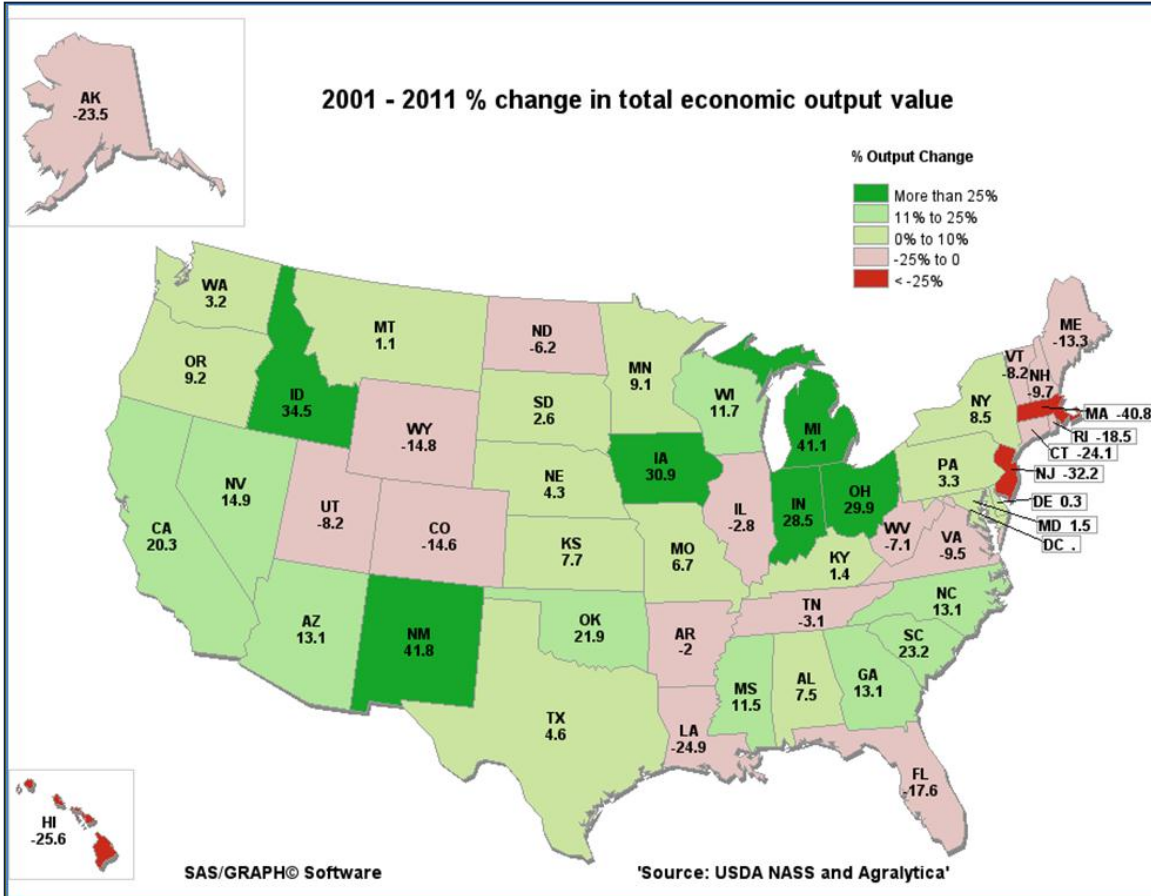 AK
-23.5
2001 - 2011 % change in total economic output value
% Output Change
More than 25%
11% to 25%
0% to 10%
-25% to 0
< -25%
WA
3.2
MT
1.1
ND
-6.2
MN
9.1
OR
9.2
ID
34.5
SD
2.6
WI
11.7
WY
-14.8
MI
41.1
NY
8.5
VT
-8.2
NH
-9.7
ME
-13.3
MA -40.8
RI -18.5
CT -24.1
NJ -32.2
DE 0.3
MD 1.5
DC .
NE
4.3
IA
30.9
PA
3.3
NV
14.9
UT
-8.2
CO
-14.6
IL
-2.8
IN
28.5
OH
29.9
CA
20.3
KS
7.7
MO
6.7
KY
1.4
WV
-7.1
VA
-9.5
AZ
13.1
NM
41.8
OK
21.9
AR
-2
TN
-3.1
NC
13.1
SC
23.2
TX
4.6
LA
-24.9
MS
11.5
AL
7.5
GA
13.1
FL
-17.6
HI
-25.6
SAS/GRAPH© Software
'Source: USDA NASS and Agralytica'